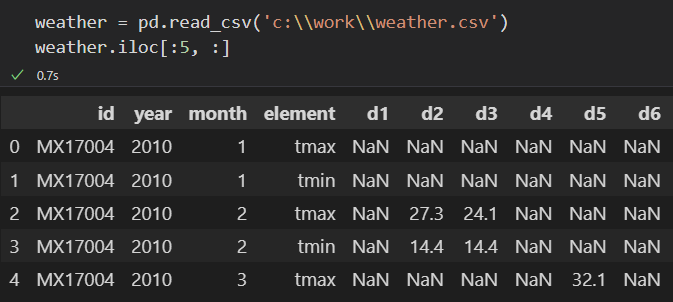 weather = pd.read_csv('c:\\work\\weather.csv')
weather.iloc[:5, :]
0.7s
id year month element d1 d2 d3 d4 d5 d6
0 MX17004 2010 1 tmax NaN NaN NaN NaN NaN NaN
1 MX17004 2010 1 tmin NaN NaN NaN NaN NaN NaN
2 MX17004 2010 2 tmax NaN 27.3 24.1 NaN NaN NaN
3 MX17004 2010 2 tmin NaN 14.4 14.4 NaN NaN NaN
4 MX17004 2010 3 tmax NaN NaN NaN NaN 32.1 NaN